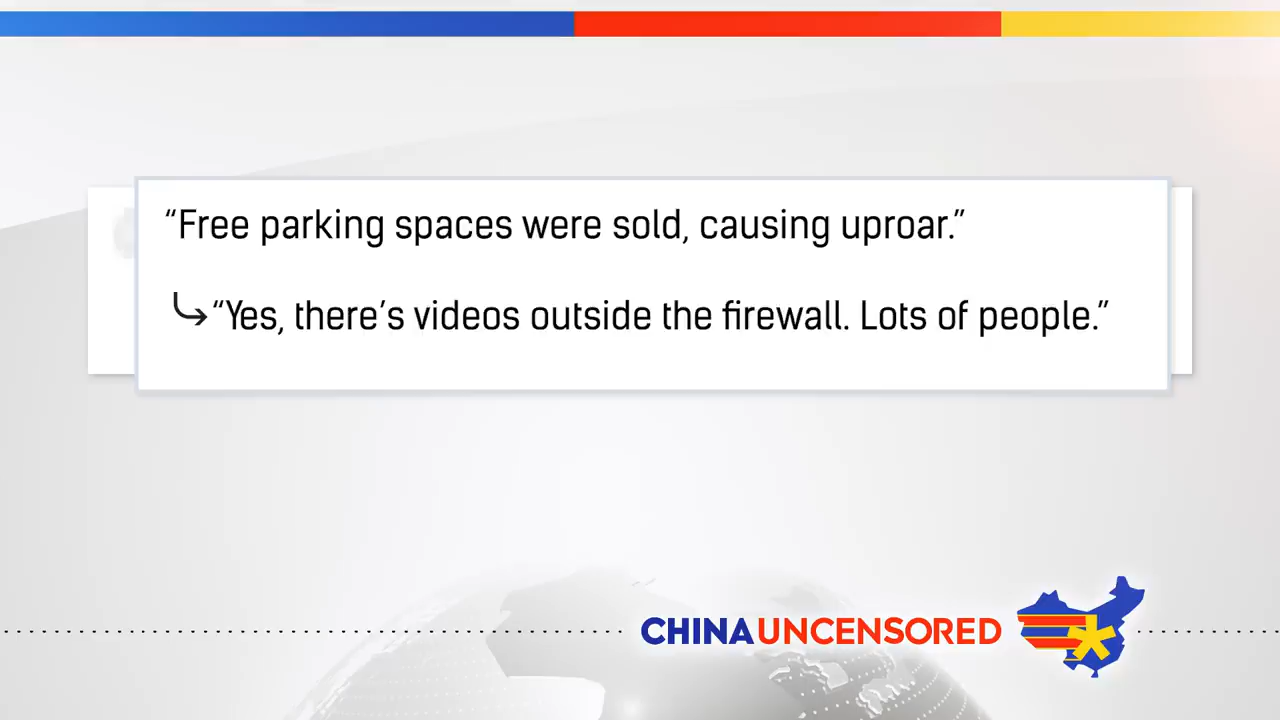 “Free parking spaces were sold, causing uproar.”
“Yes, there’s videos outside the firewall. Lots of people.”
CHINAUNCENSORED